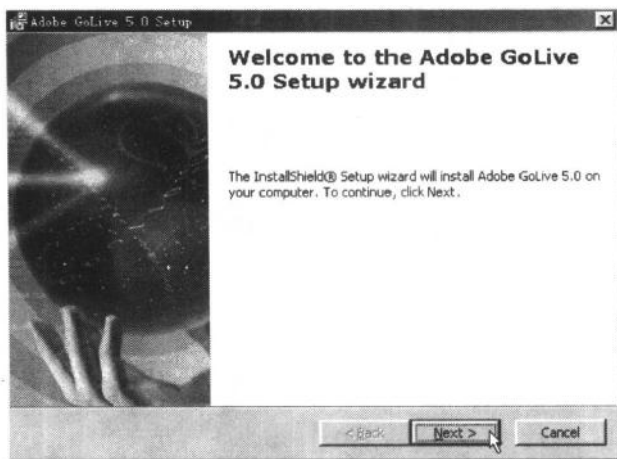 Adobe GoLive 5.0 Setup
Welcome to the Adobe GoLive
5.0 Setup wizard
The InstallShield® Setup wizard will install Adobe GoLive 5.0 on
your computer. To continue, click Next.
< Back
Next >
Cancel